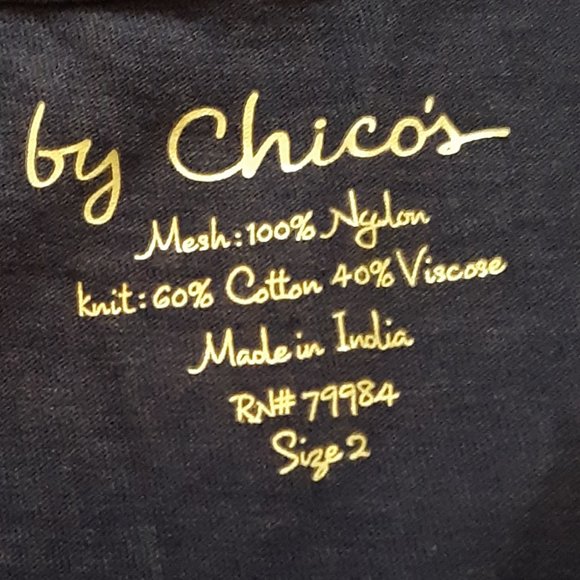 by Chico's
Mesh:100% Nylon
knit:60% Cotton 40% Viscose
Made in India
RN# 79984
Size 2